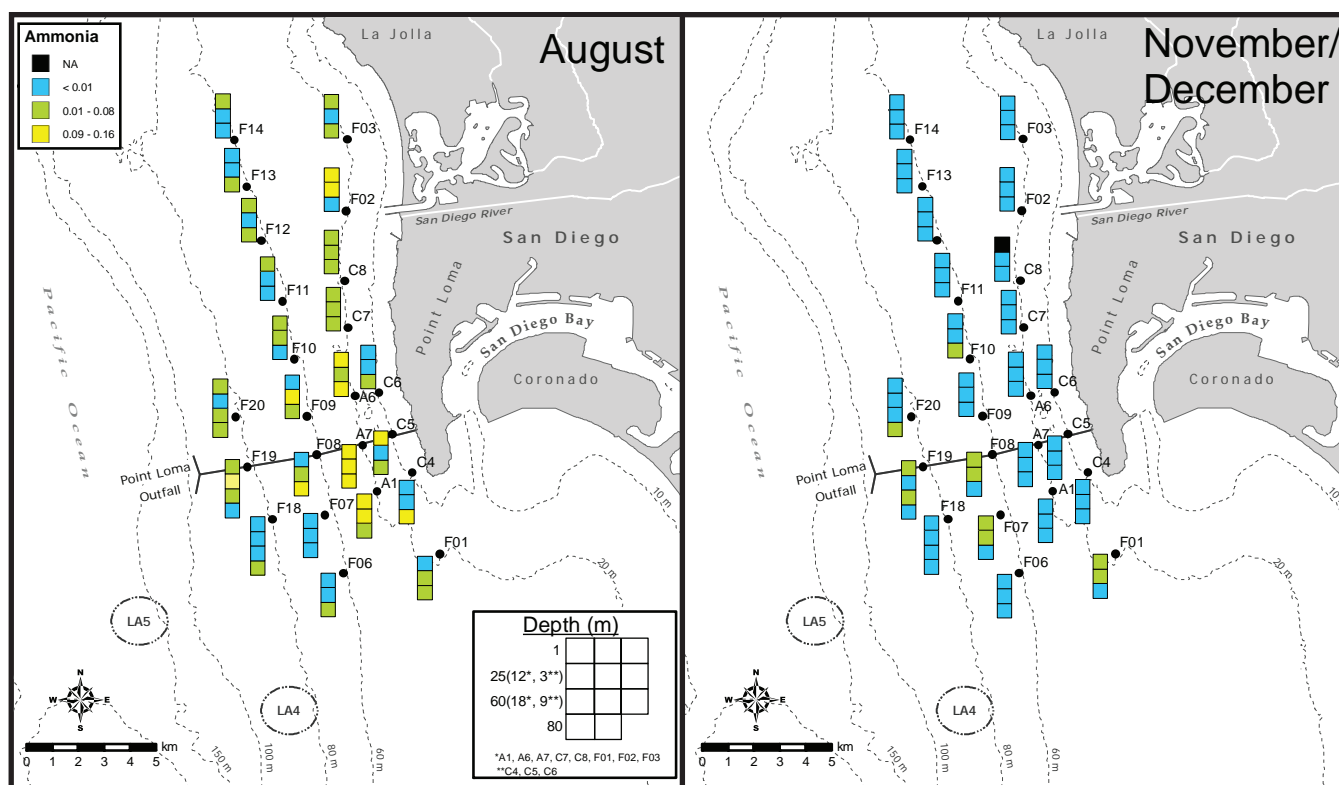 Ammonia
NA
< 0.01
0.01 - 0.08
0.09 - 0.16
August
La Jolla
F14
F03
F13
F02
San Diego River
F12
San Diego
C8
F11
C7
Point Loma
San Diego Bay
Pacific Ocean
F10
Coronado
C6
A6
F20
F09
C5
A7
F08
F19
Point Loma
Outfall
C4
A1
F18
F07
10 m
F01
F06
20 m
LA5
LA4
N
W E
S
0 1 2 3 4 5 km
150 m
100 m
80 m
60 m
Depth (m)
1
25(12*, 3**)
60(18*, 9**)
80
*A1, A6, A7, C7, C8, F01, F02, F03
**C4, C5, C6
November/
December
La Jolla
F14
F03
F13
F02
San Diego River
F12
San Diego
C8
F11
C7
Point Loma
San Diego Bay
Pacific Ocean
F10
Coronado
C6
A6
F20
F09
C5
A7
F08
F19
Point Loma
Outfall
C4
A1
F18
F07
10 m
F01
F06
20 m
LA5
LA4
N
W E
S
0 1 2 3 4 5 km
150 m
100 m
80 m
60 m